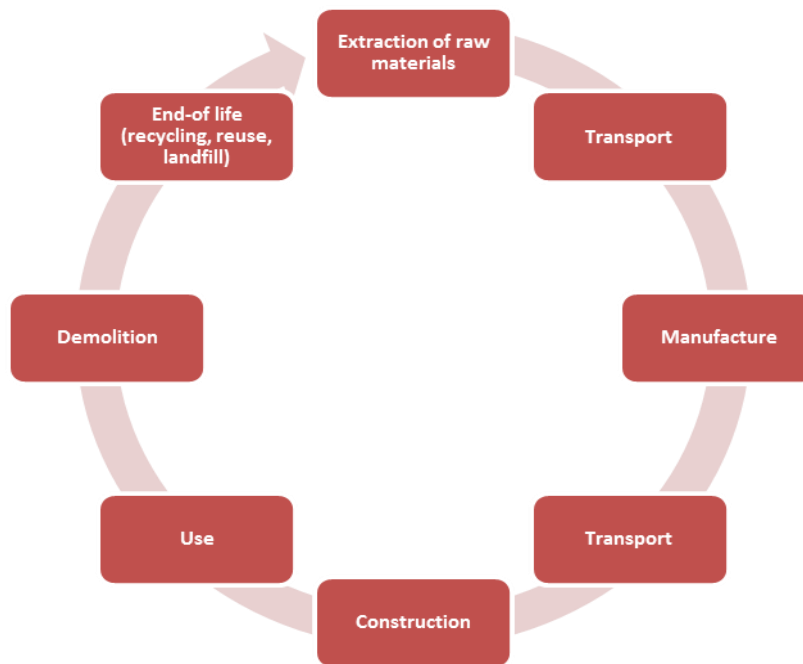 Extraction of raw
materials
Transport
Manufacture
Transport
Construction
Use
Demolition
End-of life
(recycling, reuse,
landfill)